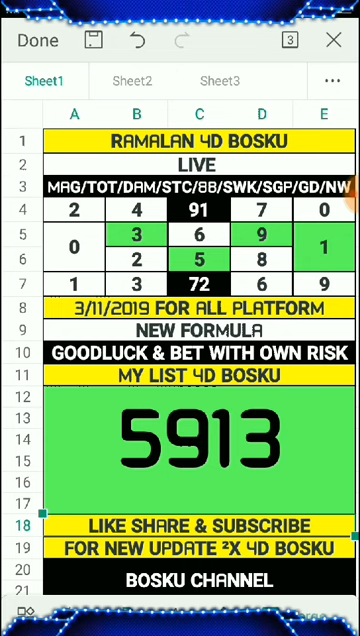 Done 3
Sheet1 Sheet2 Sheet3 ...
A B C D E
1 RAMALAN 4D BOSKU
2 LIVE
3 MAG/TOT/DAM/STC/88/SWK/SGP/GD/NW
4 2 4 91 7 0
5 0 3 6 9 1
6 2 5 8
7 1 3 72 6 9
8 3/11/2019 FOR ALL PLATFORM
9 NEW FORMULA
10 GOODLUCK & BET WITH OWN RISK
11 MY LIST 4D BOSKU
12
13
14 5913
15
16
17
18 LIKE SHARE & SUBSCRIBE
19 FOR NEW UPDATE ²X 4D BOSKU
20 BOSKU CHANNEL
21